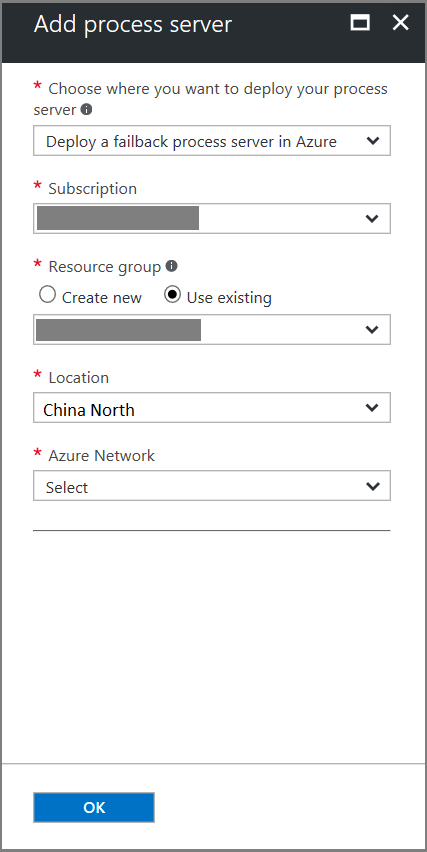 Add process server
* Choose where you want to deploy your process
server
Deploy a failback process server in Azure
* Subscription
* Resource group
Create new Use existing
* Location
China North
* Azure Network
Select
OK